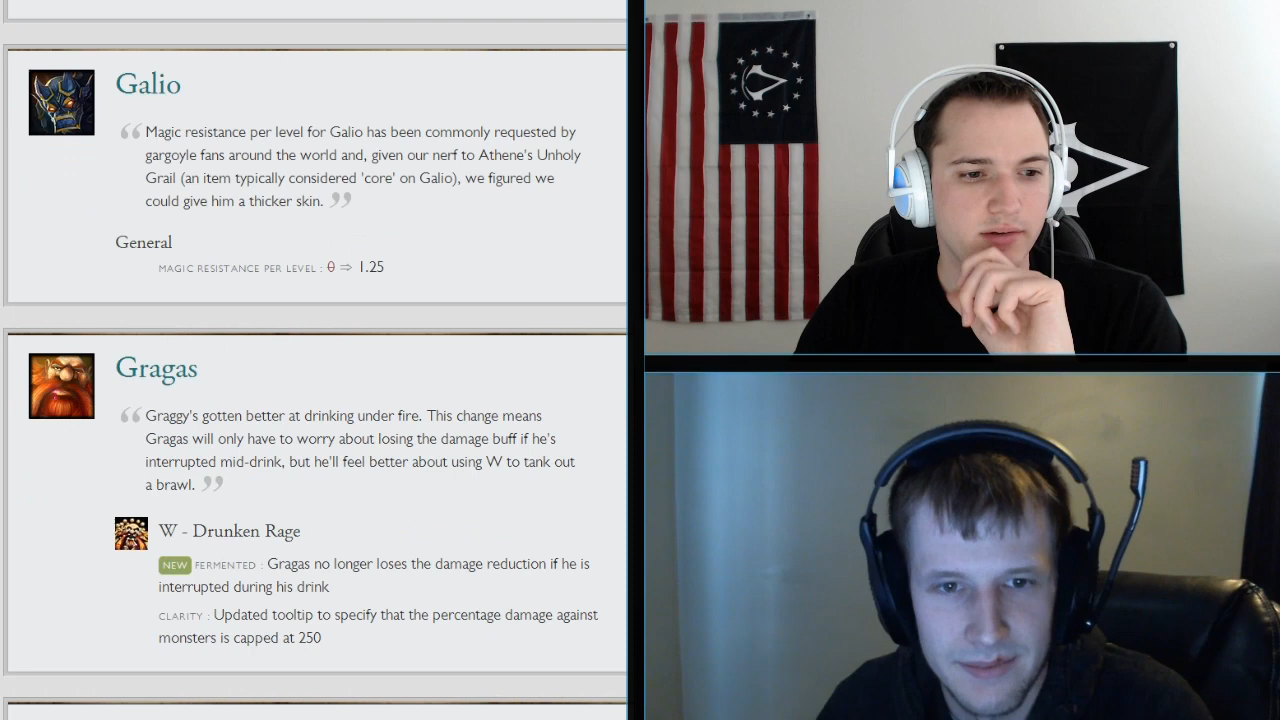 Galio
“ Magic resistance per level for Galio has been commonly requested by
gargoyle fans around the world and, given our nerf to Athene's Unholy
Grail (an item typically considered 'core' on Galio), we figured we
could give him a thicker skin. ”
General
MAGIC RESISTANCE PER LEVEL : 0 ⇒ 1.25
Gragas
“ Graggy's gotten better at drinking under fire. This change means
Gragas will only have to worry about losing the damage buff if he's
interrupted mid-drink, but he'll feel better about using W to tank out
a brawl. ”
W - Drunken Rage
NEW FERMENTED : Gragas no longer loses the damage reduction if he is
interrupted during his drink
CLARITY : Updated tooltip to specify that the percentage damage against
monsters is capped at 250